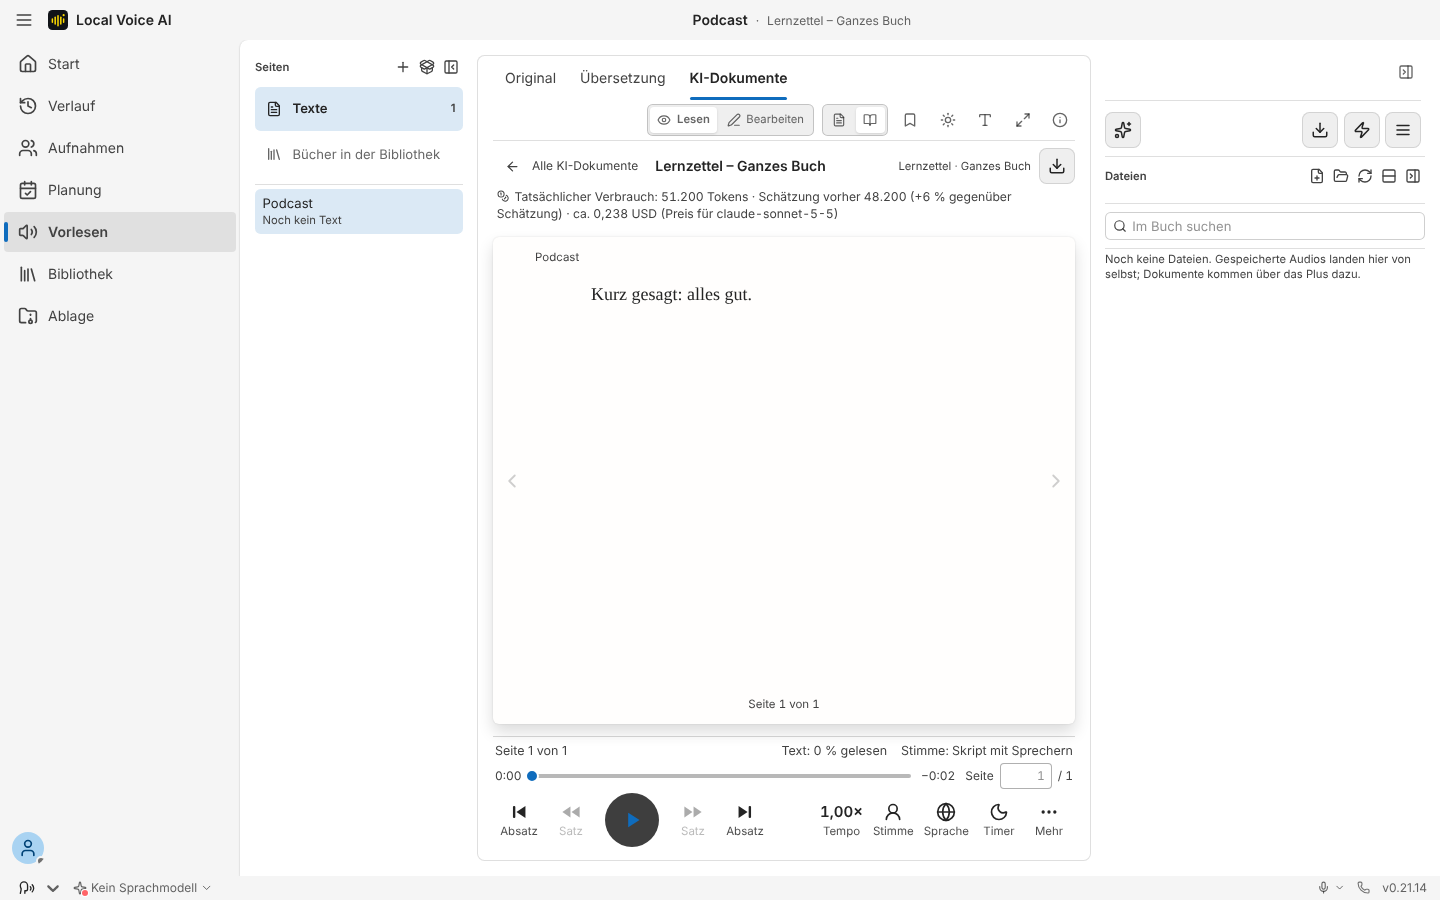 Local Voice AI
Podcast · Lernzettel – Ganzes Buch
Start
Verlauf
Aufnahmen
Planung
Vorlesen
Bibliothek
Ablage
Seiten
Texte 1
Bücher in der Bibliothek
Podcast
Noch kein Text
Original Übersetzung KI-Dokumente
Lesen Bearbeiten
Alle KI-Dokumente Lernzettel – Ganzes Buch Lernzettel · Ganzes Buch
Tatsächlicher Verbrauch: 51.200 Tokens · Schätzung vorher 48.200 (+6 % gegenüber
Schätzung) · ca. 0,238 USD (Preis für claude-sonnet-5-5)
Podcast
Kurz gesagt: alles gut.
Seite 1 von 1
Seite 1 von 1 Text: 0 % gelesen Stimme: Skript mit Sprechern
0:00 −0:02 Seite 1 / 1
Absatz Satz Satz Absatz 1,00× Tempo Stimme Sprache Timer Mehr
Dateien
Im Buch suchen
Noch keine Dateien. Gespeicherte Audios landen hier von
selbst; Dokumente kommen über das Plus dazu.
Kein Sprachmodell
v0.21.14